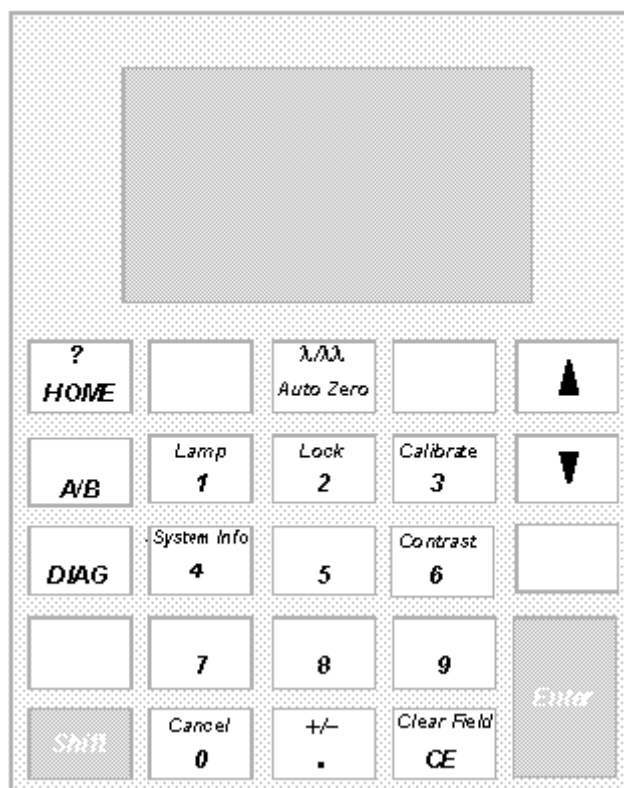 ?
HOME
λ/λλ
Auto Zero
A/B
Lamp
1
Lock
2
Calibrate
3
DIAG
System Info
4
5
Contrast
6
7
8
9
Enter
Shift
Cancel
0
+/–
.
Clear Field
CE